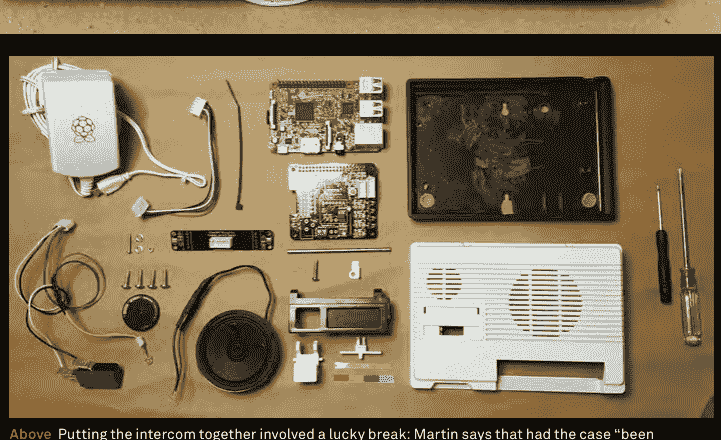 Above Putting the intercom together involved a lucky break: Martin says that had the case “been